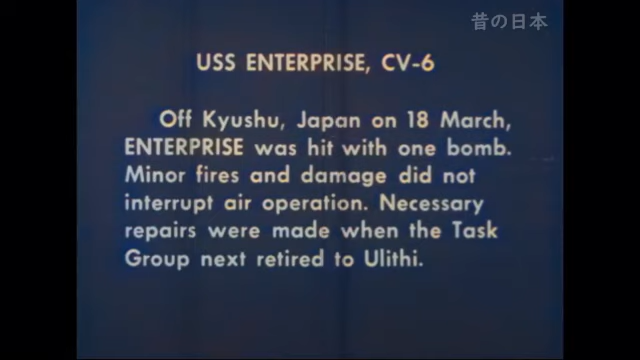 昔の日本
USS ENTERPRISE, CV-6
Off Kyushu, Japan on 18 March,
ENTERPRISE was hit with one bomb.
Minor fires and damage did not
interrupt air operation. Necessary
repairs were made when the Task
Group next retired to Ulithi.